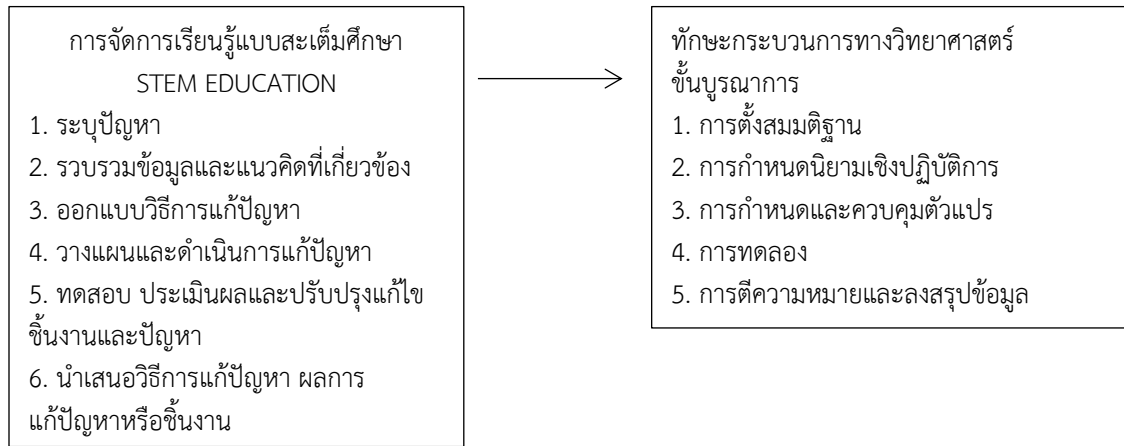 การจัดการเรียนรู้แบบสะเต็มศึกษา
STEM EDUCATION
1. ระบุปัญหา
2. รวบรวมข้อมูลและแนวคิดที่เกี่ยวข้อง
3. ออกแบบวิธีการแก้ปัญหา
4. วางแผนและดำเนินการแก้ปัญหา
5. ทดสอบ ประเมินผลและปรับปรุงแก้ไข
ชิ้นงานและปัญหา
6. นำเสนอวิธีการแก้ปัญหา ผลการ
แก้ปัญหาหรือชิ้นงาน
ทักษะกระบวนการทางวิทยาศาสตร์
ขั้นบูรณาการ
1. การตั้งสมมติฐาน
2. การกำหนดนิยามเชิงปฏิบัติการ
3. การกำหนดและควบคุมตัวแปร
4. การทดลอง
5. การตีความหมายและลงสรุปข้อมูล